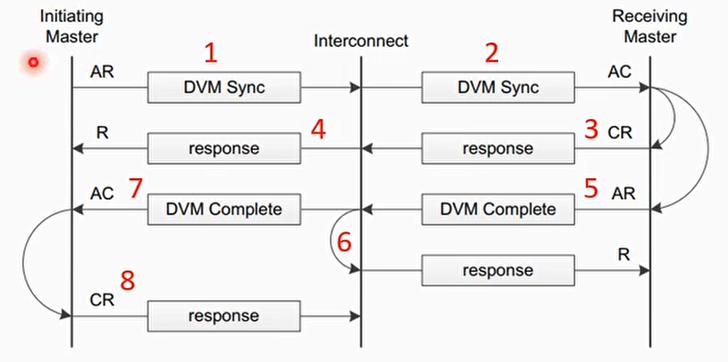 Initiating
Master
Interconnect
Receiving
Master
1
2
AR
DVM Sync
DVM Sync
AC
R
response
4
response
3
CR
AC
7
DVM Complete
DVM Complete
5
AR
6
response
R
CR
8
response